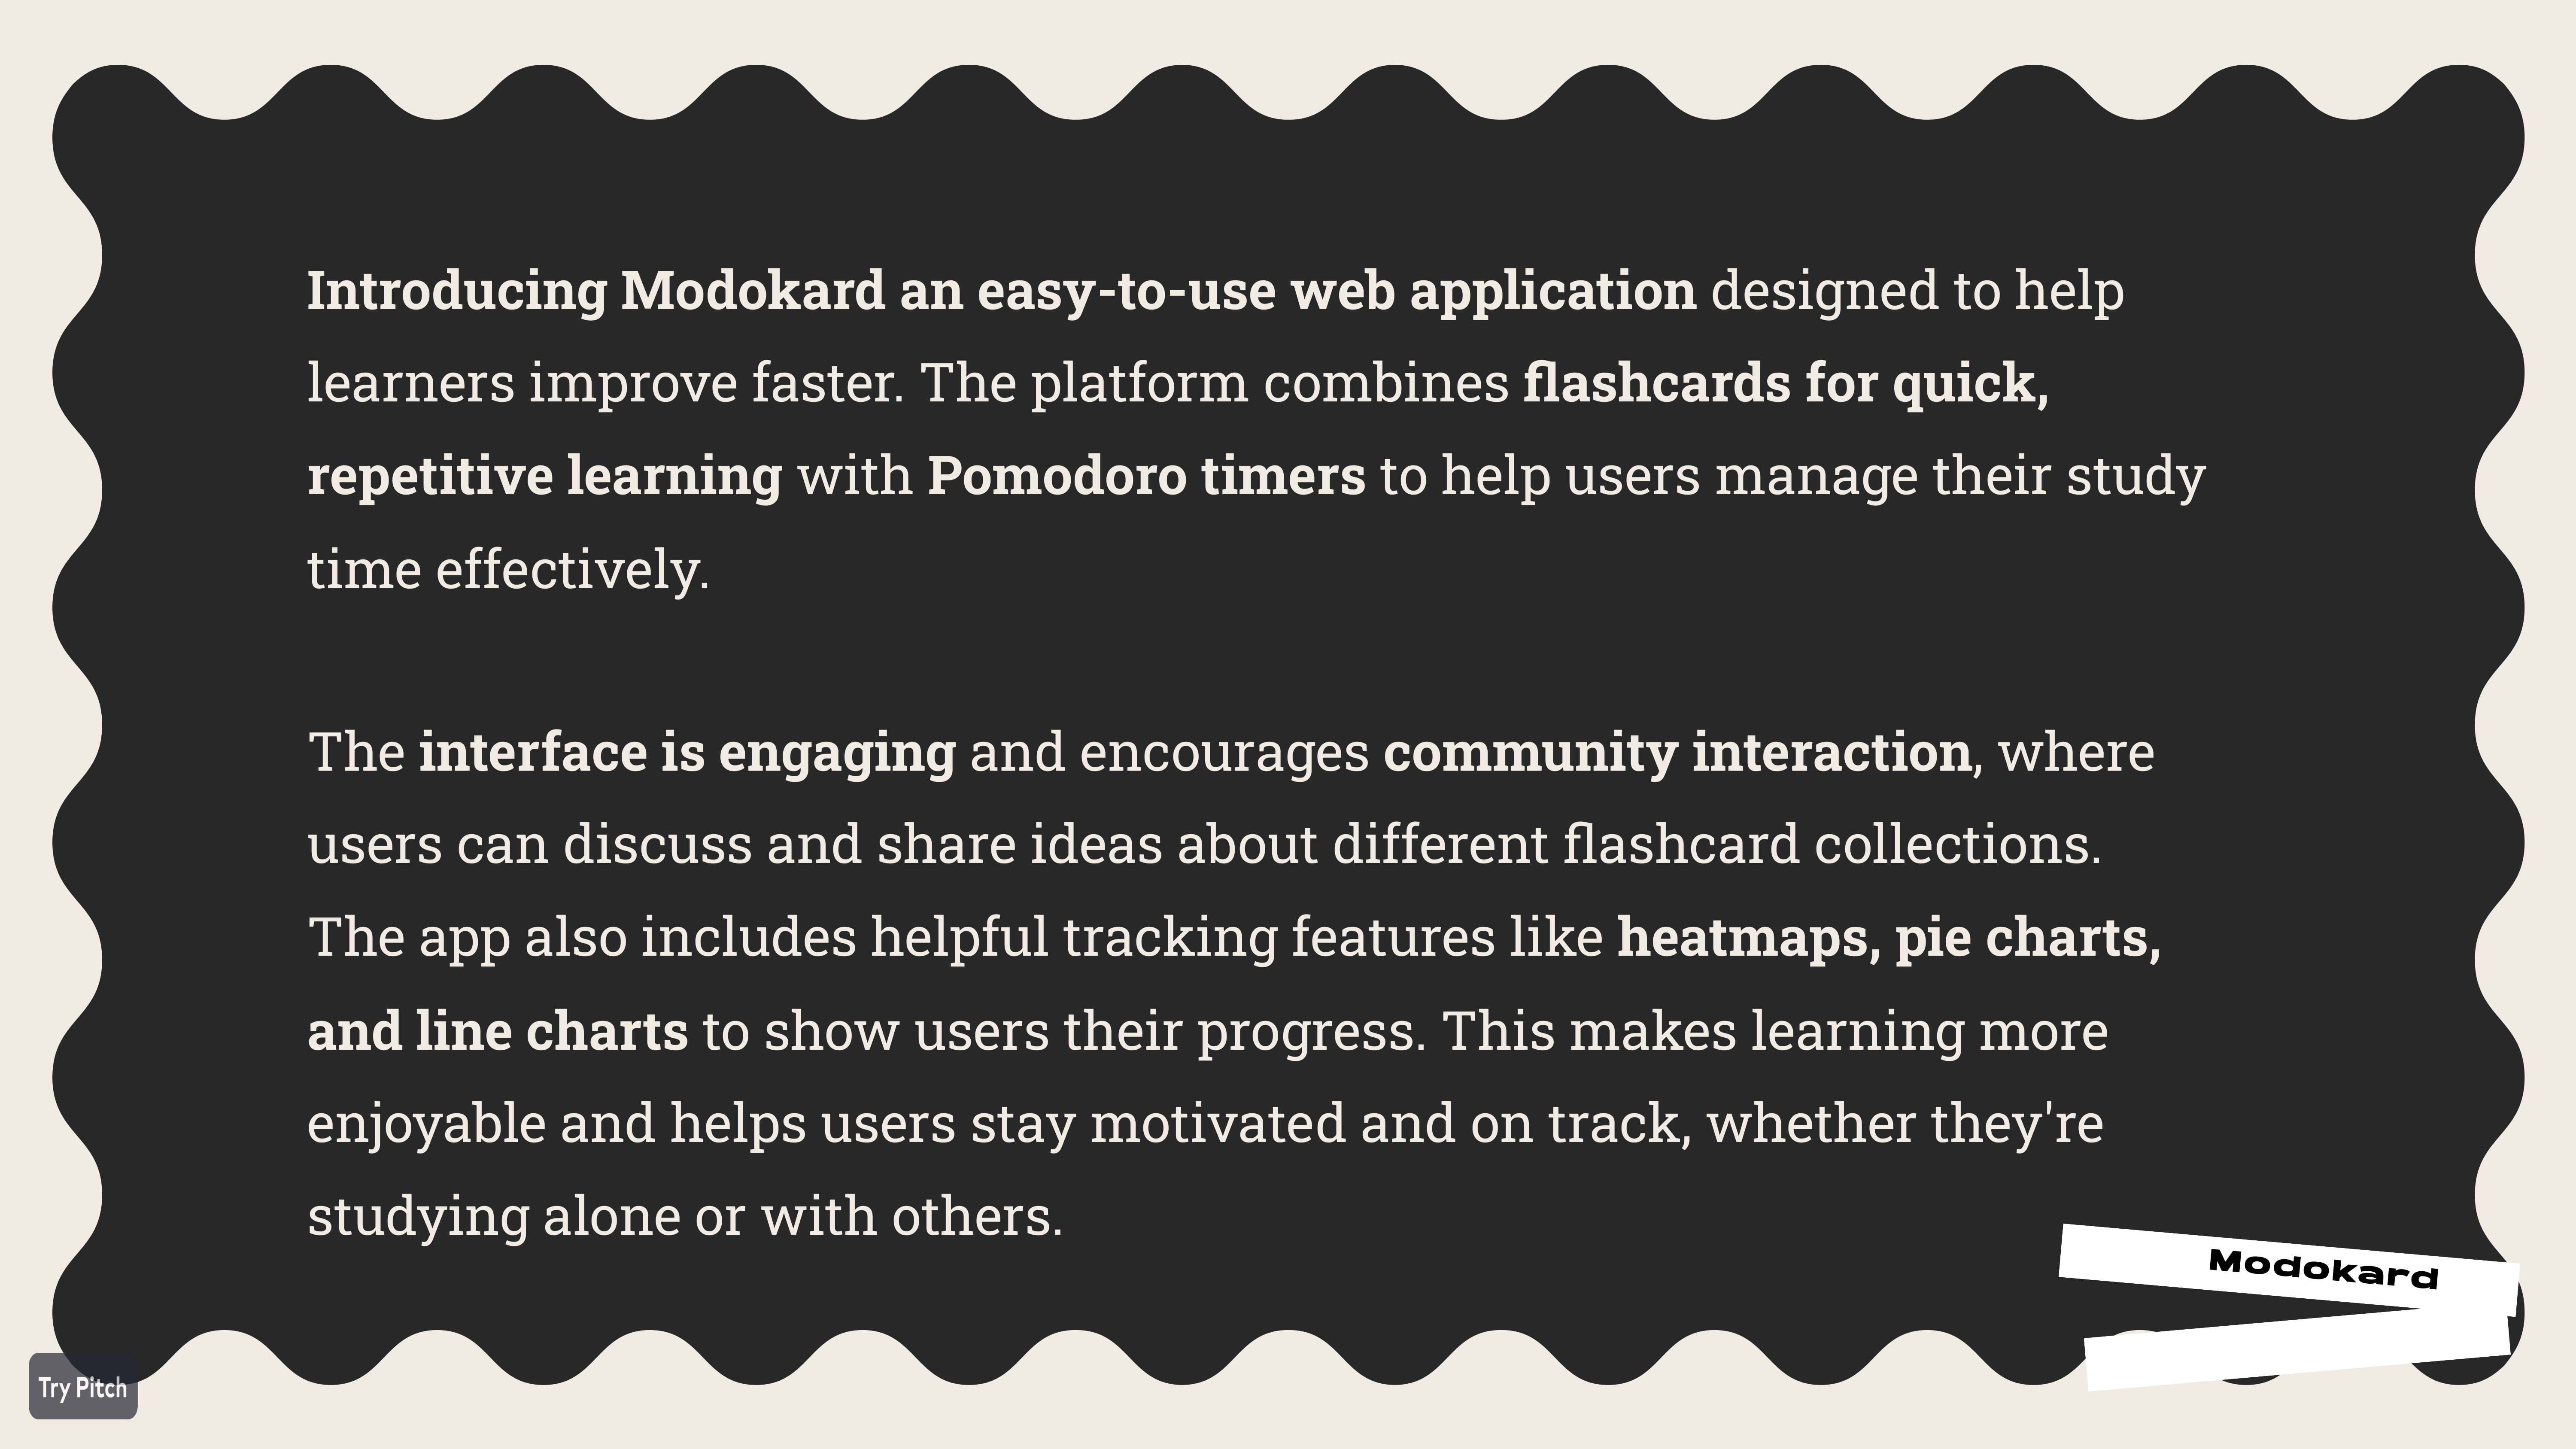 Introducing Modokard an easy-to-use web application designed to help
learners improve faster. The platform combines flashcards for quick,
repetitive learning with Pomodoro timers to help users manage their study
time effectively.
The interface is engaging and encourages community interaction, where
users can discuss and share ideas about different flashcard collections.
The app also includes helpful tracking features like heatmaps, pie charts,
and line charts to show users their progress. This makes learning more
enjoyable and helps users stay motivated and on track, whether they're
studying alone or with others.
Modokard
Try Pitch